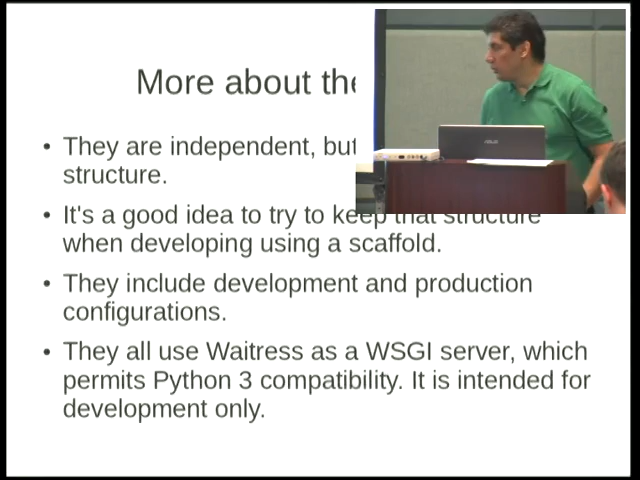 More about the
They are independent, but
structure.
It's a good idea to try to keep that structure
when developing using a scaffold.
They include development and production
configurations.
They all use Waitress as a WSGI server, which
permits Python 3 compatibility. It is intended for
development only.
ASUS